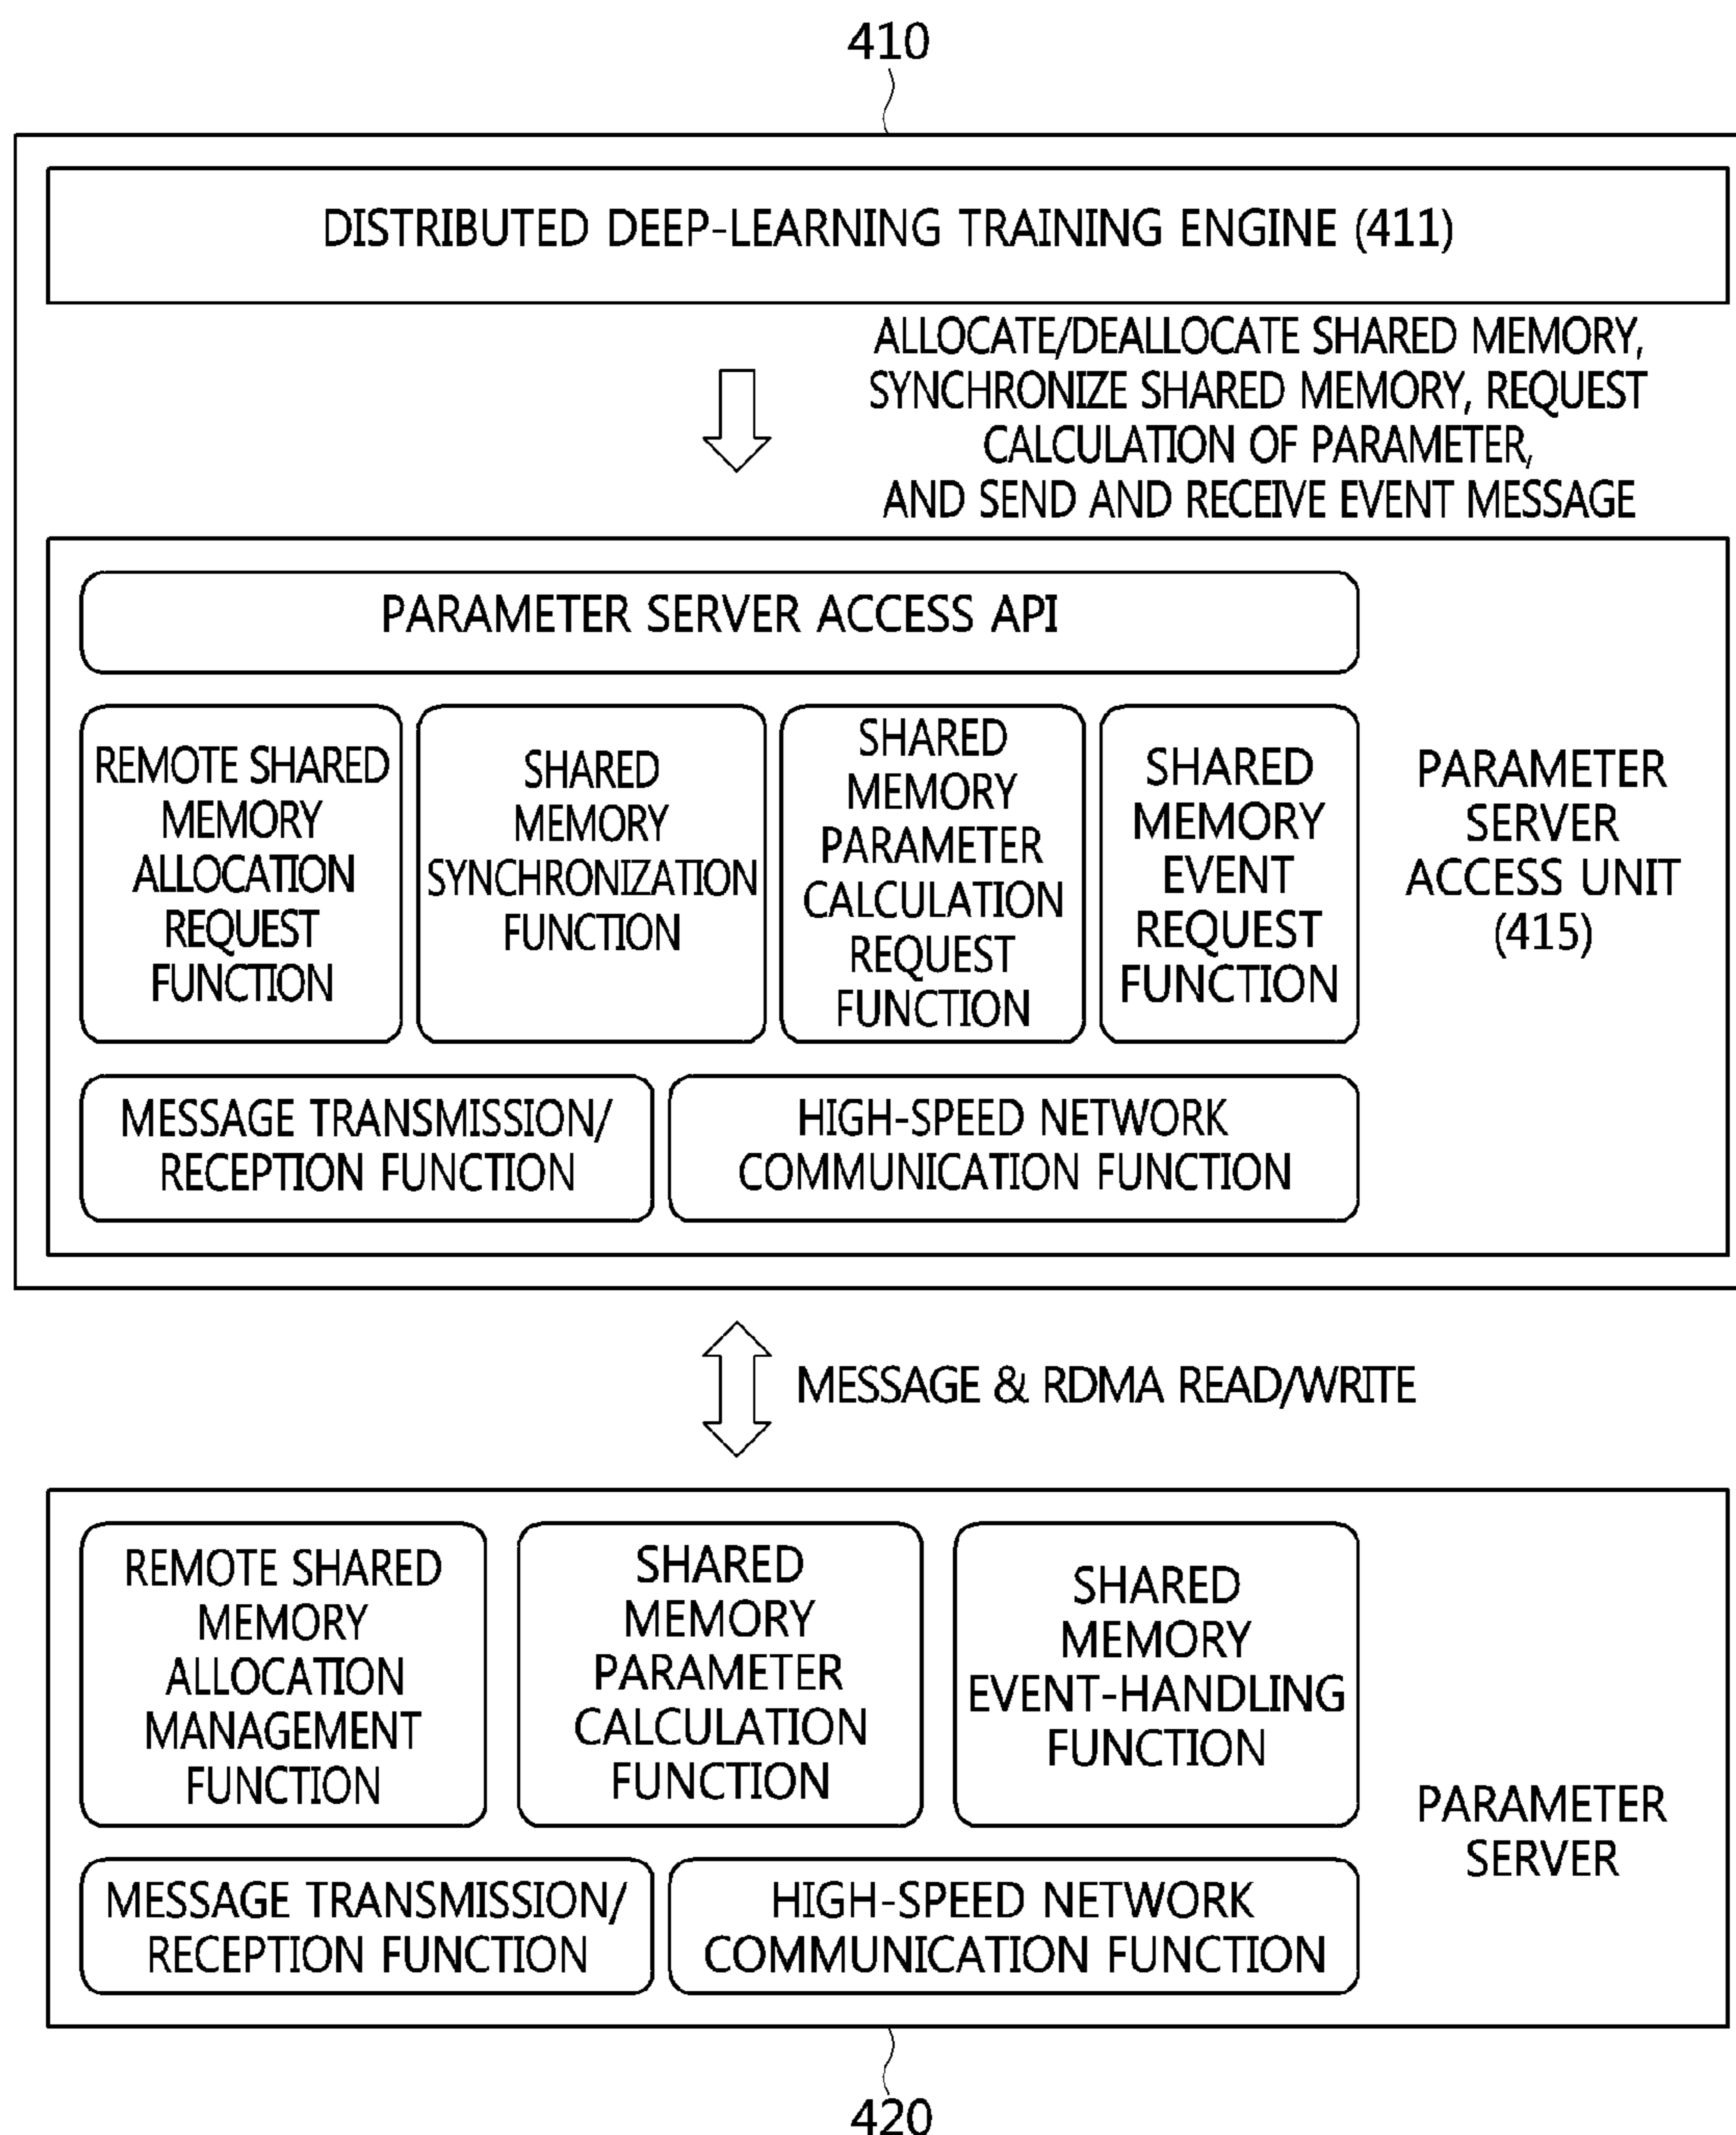 410
DISTRIBUTED DEEP-LEARNING TRAINING ENGINE (411)
ALLOCATE/DEALLOCATE SHARED MEMORY,
SYNCHRONIZE SHARED MEMORY, REQUEST
CALCULATION OF PARAMETER,
AND SEND AND RECEIVE EVENT MESSAGE
PARAMETER SERVER ACCESS API
REMOTE SHARED
MEMORY
ALLOCATION
REQUEST
FUNCTION
SHARED
MEMORY
SYNCHRONIZATION
FUNCTION
SHARED
MEMORY
PARAMETER
CALCULATION
REQUEST
FUNCTION
SHARED
MEMORY
EVENT
REQUEST
FUNCTION
PARAMETER
SERVER
ACCESS UNIT
(415)
MESSAGE TRANSMISSION/
RECEPTION FUNCTION
HIGH-SPEED NETWORK
COMMUNICATION FUNCTION
MESSAGE & RDMA READ/WRITE
REMOTE SHARED
MEMORY
ALLOCATION
MANAGEMENT
FUNCTION
SHARED
MEMORY
PARAMETER
CALCULATION
FUNCTION
SHARED
MEMORY
EVENT-HANDLING
FUNCTION
PARAMETER
SERVER
MESSAGE TRANSMISSION/
RECEPTION FUNCTION
HIGH-SPEED NETWORK
COMMUNICATION FUNCTION
420